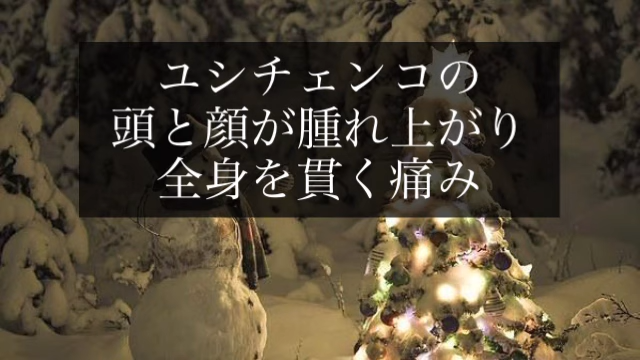 ユシチェンコの
頭と顔が腫れ上がり
全身を貫く痛み